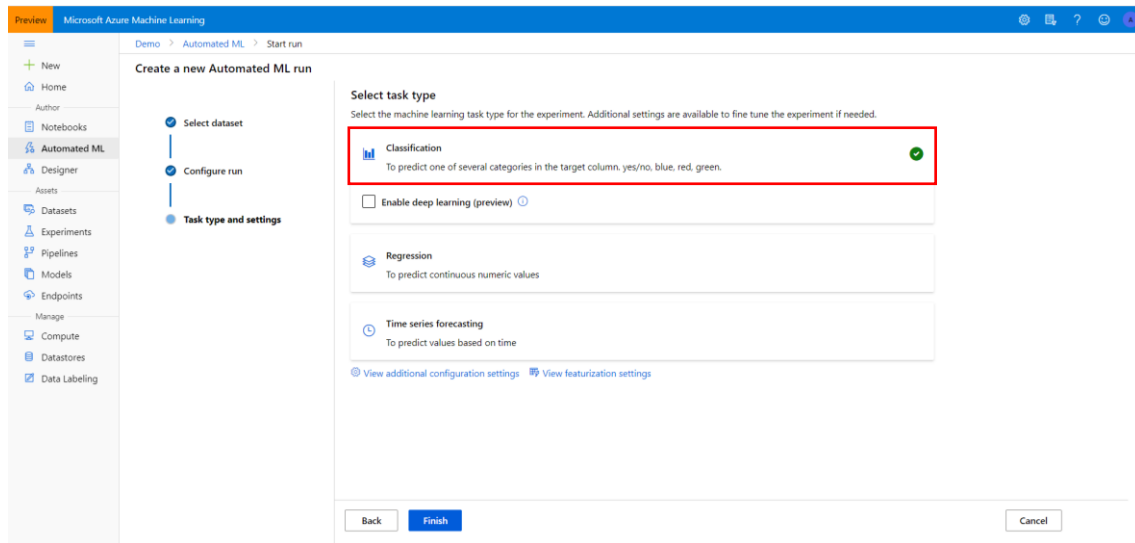 Preview Microsoft Azure Machine Learning
Demo > Automated ML > Start run
New
Home
Author
Notebooks
Automated ML
Designer
Assets
Datasets
Experiments
Pipelines
Models
Endpoints
Manage
Compute
Datastores
Data Labeling
Create a new Automated ML run
Select dataset
Configure run
Task type and settings
Select task type
Select the machine learning task type for the experiment. Additional settings are available to fine tune the experiment if needed.
Classification
To predict one of several categories in the target column. yes/no, blue, red, green.
Enable deep learning (preview)
Regression
To predict continuous numeric values
Time series forecasting
To predict values based on time
View additional configuration settings View featurization settings
Back Finish Cancel